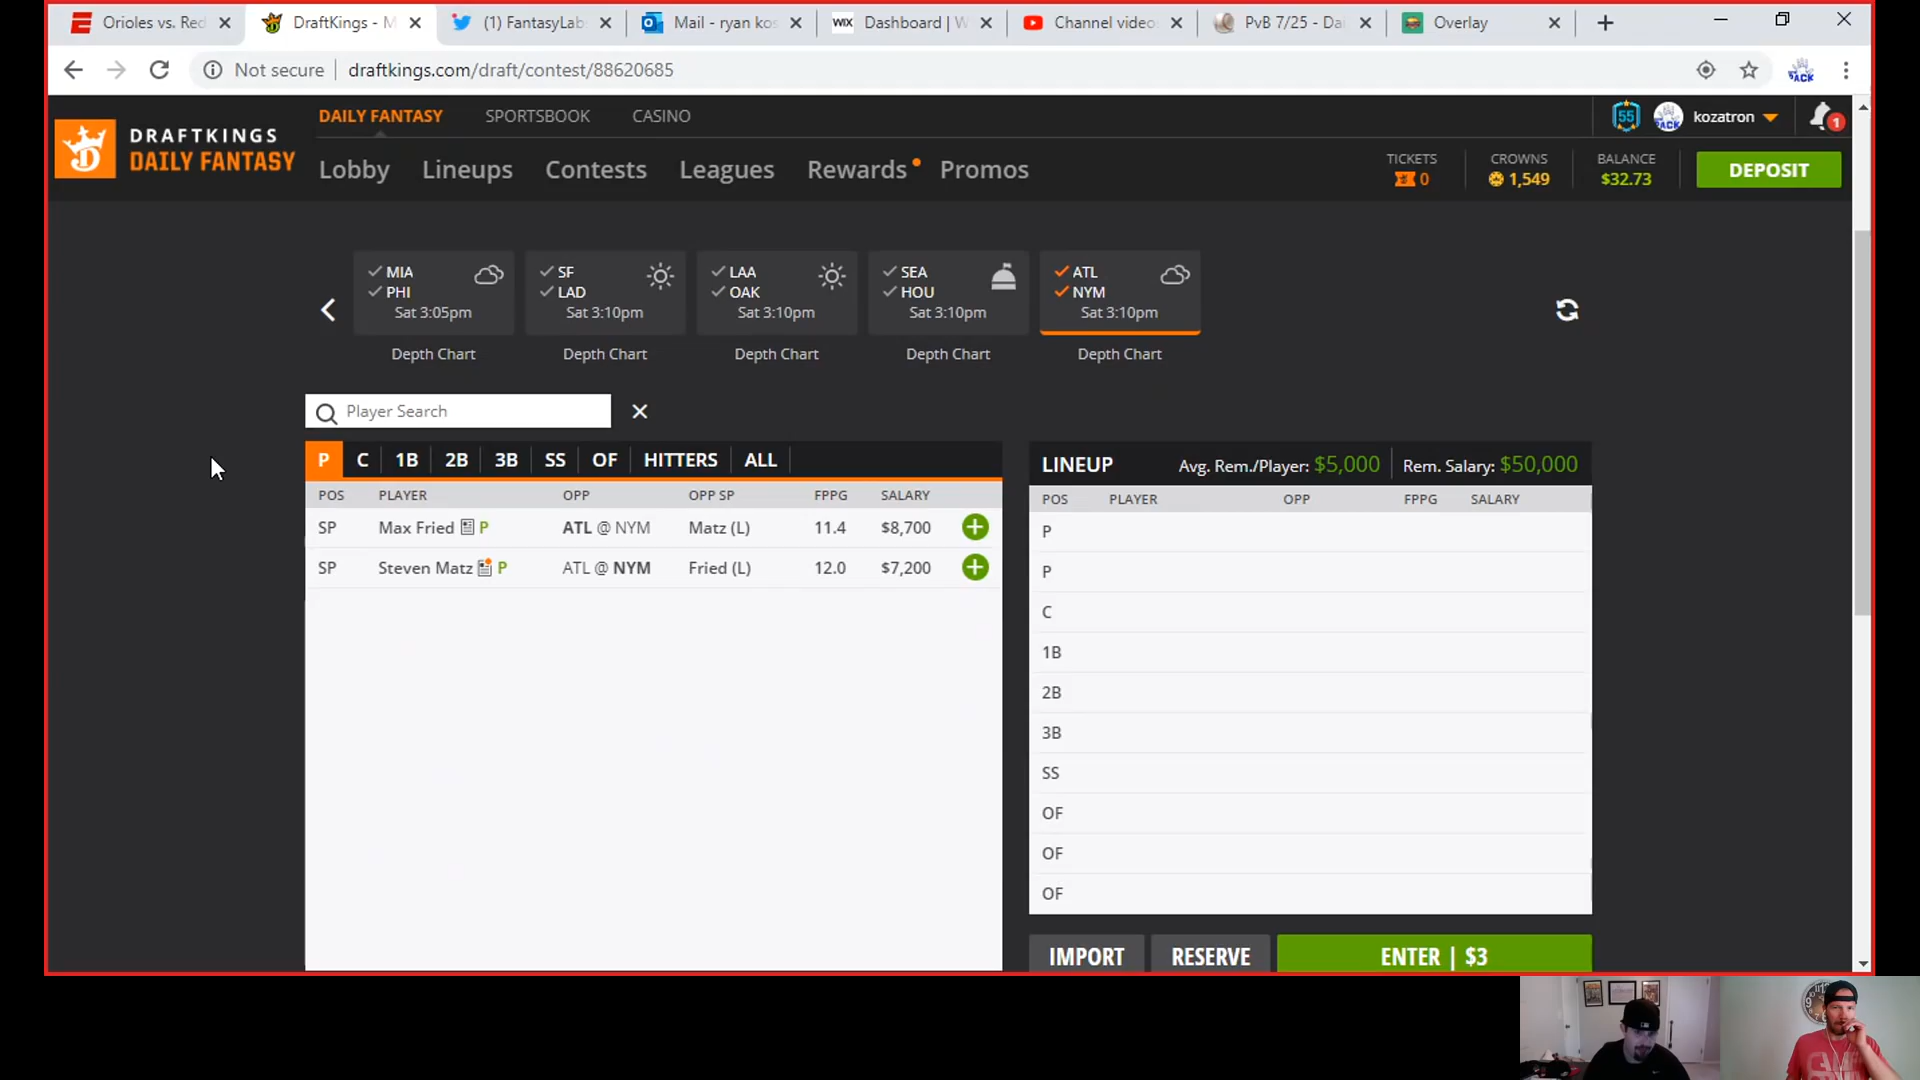 Orioles vs. Red
DraftKings - M
(1) FantasyLab
Mail - ryan kos
WIX
Dashboard | W
Channel video
PvB 7/25 - Da
Overlay
Not secure
draftkings.com/draft/contest/88620685
DRAFTKINGS
DAILY FANTASY
DAILY FANTASY
SPORTSBOOK
CASINO
55
kozatron
1
Lobby
Lineups
Contests
Leagues
Rewards
Promos
TICKETS
0
CROWNS
1,549
BALANCE
$32.73
DEPOSIT
MIA
PHI
Sat 3:05pm
SF
LAD
Sat 3:10pm
LAA
OAK
Sat 3:10pm
SEA
HOU
Sat 3:10pm
ATL
NYM
Sat 3:10pm
Depth Chart
Depth Chart
Depth Chart
Depth Chart
Depth Chart
Player Search
P C 1B 2B 3B SS OF HITTERS ALL
POS PLAYER OPP OPP SP FPPG SALARY
SP Max Fried P ATL @ NYM Matz (L) 11.4 $8,700
SP Steven Matz P ATL @ NYM Fried (L) 12.0 $7,200
LINEUP Avg. Rem./Player: $5,000 Rem. Salary: $50,000
POS PLAYER OPP FPPG SALARY
P
P
C
1B
2B
3B
SS
OF
OF
OF
IMPORT
RESERVE
ENTER | $3